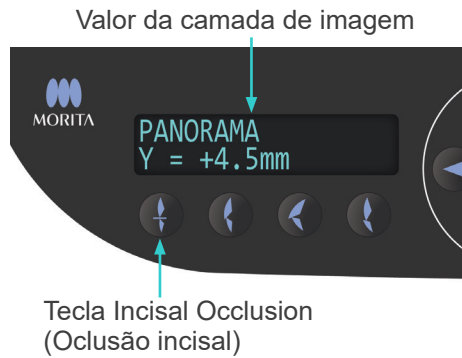 Valor da camada de imagem
MORITA
PANORAMA
Y = +4.5mm
Tecla Incisal Occlusion
(Oclusão incisal)